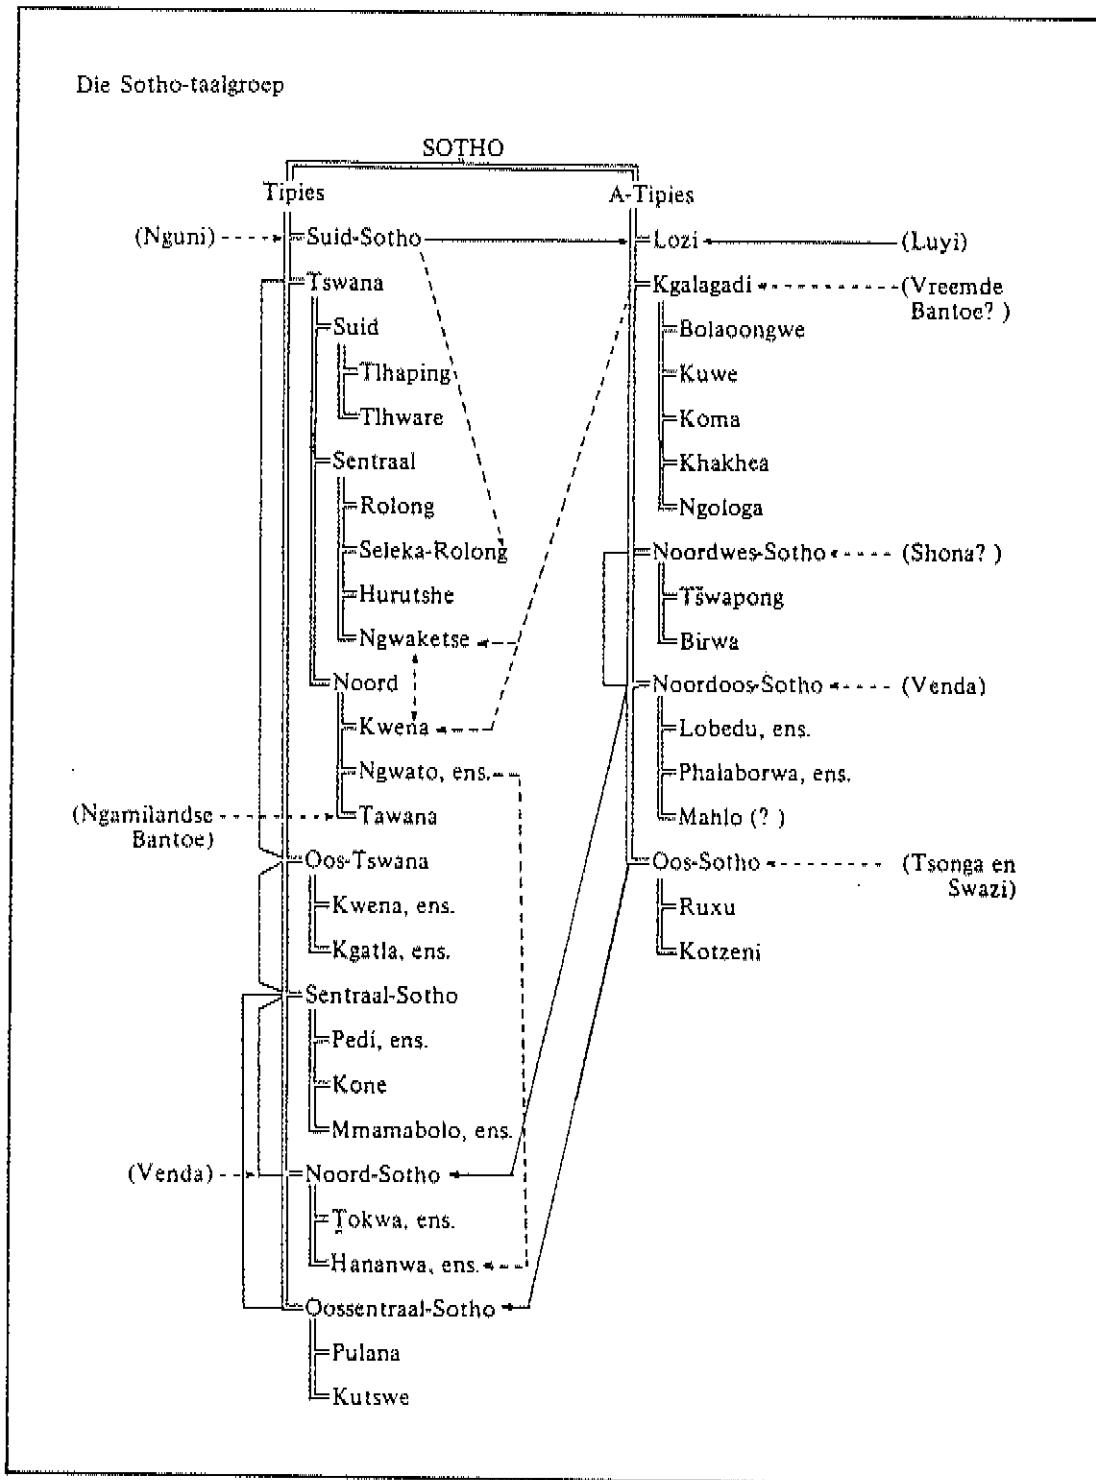 Die Sotho-taalgroep
SOTHO
Tipies
A-Tipies
(Nguni)
Suid-Sotho
Lozi
(Luyi)
Tswana
Kgalagadi
(Vreemde
Bantoe? )
Suid
Bolaoongwe
Tlhaping
Kuwe
Tlhware
Koma
Sentraal
Khakhea
Rolong
Ngologa
Seleka-Rolong
Noordwes-Sotho
(Shona? )
Hurutshe
Tšwapong
Ngwaketse
Birwa
Noord
Noordoos-Sotho
(Venda)
Kwena
Lobedu, ens.
Ngwato, ens.
Phalaborwa, ens.
(Ngamilandse
Bantoe)
Tawana
Mahlo (? )
Oos-Tswana
Oos-Sotho
(Tsonga en
Swazi)
Kwena, ens.
Ruxu
Kgatla, ens.
Kotzeni
Sentraal-Sotho
Pedi, ens.
Kone
Mmamabolo, ens.
(Venda)
Noord-Sotho
Tokwa, ens.
Hananwa, ens.
Oossentraal-Sotho
Pulana
Kutswe